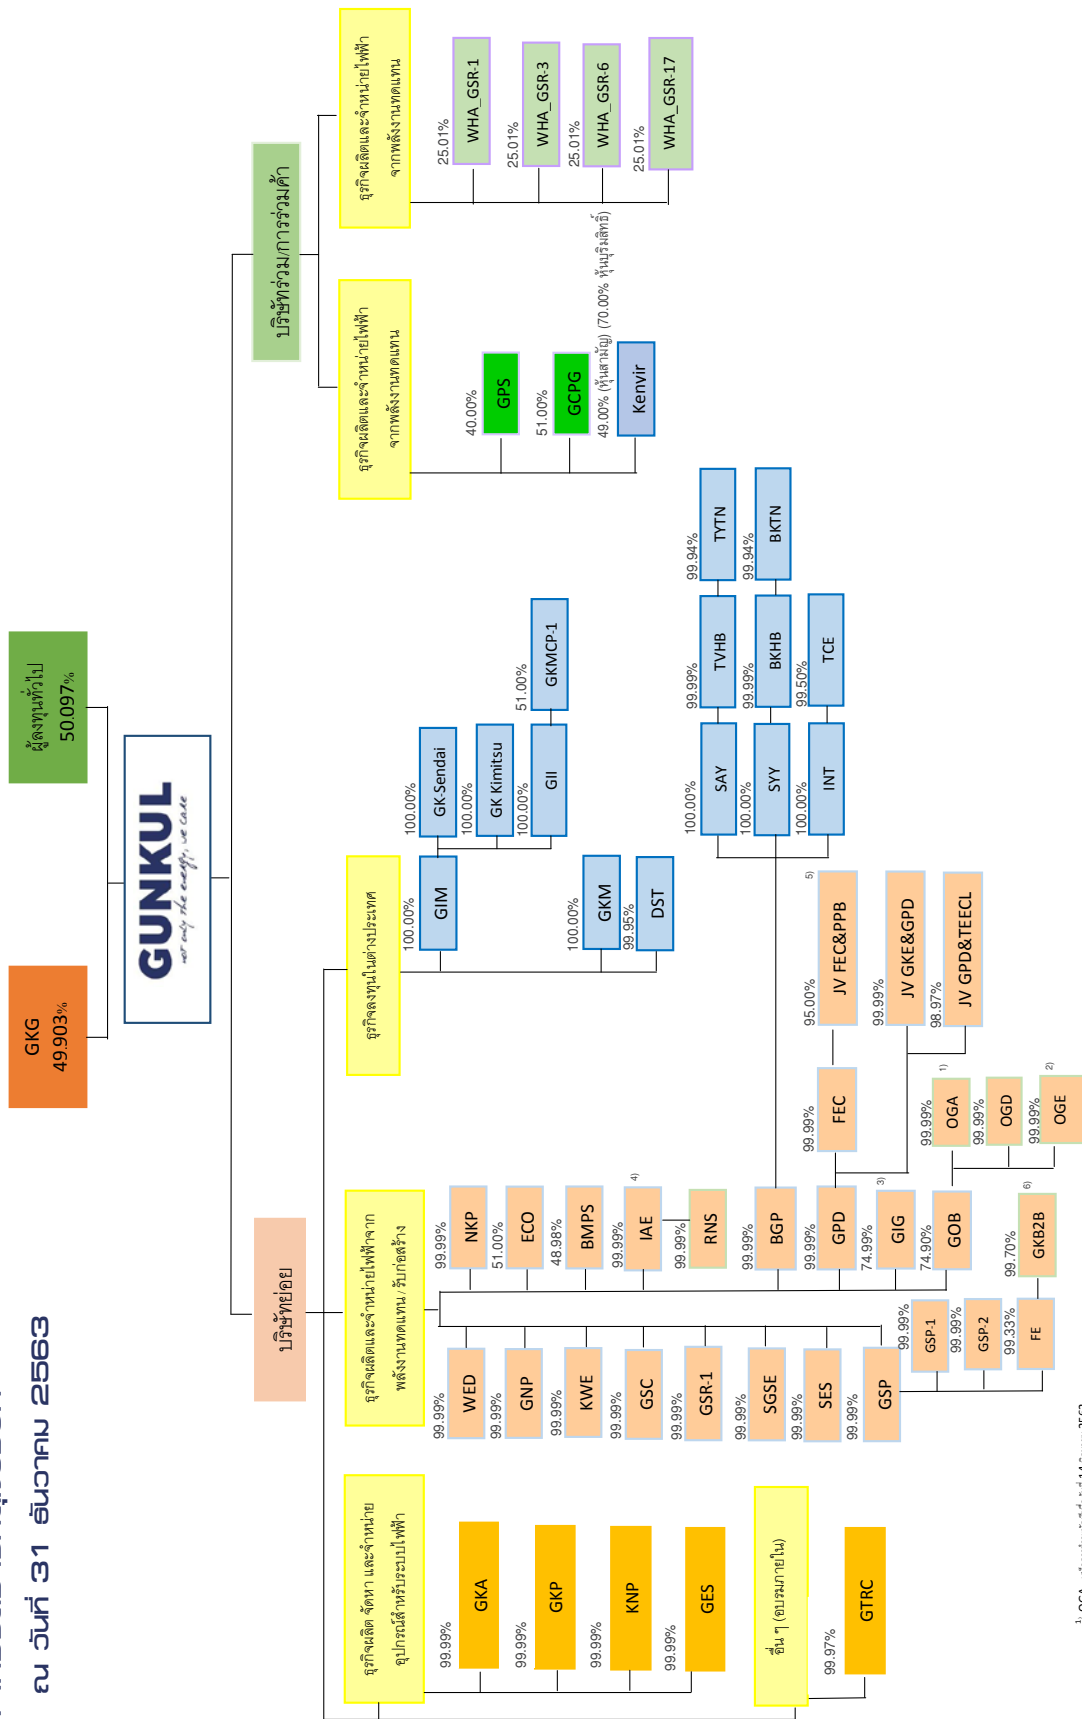 ณ วันที่ 31 ธันวาคม 2563
GKG
49.903%
ผู้ลงทุนทั่วไป
50.097%
GUNKUL
not only the energy, we care
บริษัทย่อย
บริษัทร่วม/การร่วมค้า
ธุรกิจผลิต จัดหา และจำหน่าย
อุปกรณ์สำหรับระบบไฟฟ้า
99.99%
GKA
99.99%
GKP
99.99%
KNP
99.99%
GES
อื่น ๆ (อบรมภายใน)
99.97%
GTRC
ธุรกิจผลิตและจำหน่ายไฟฟ้าจาก
พลังงานทดแทน / รับก่อสร้าง
99.99%
WED
99.99%
GNP
99.99%
KWE
99.99%
GSC
99.99%
GSR-1
99.99%
SGSE
99.99%
SES
99.99%
GSP
99.99%
GSP-1
99.99%
GSP-2
99.33%
FE
99.70%
GKB2B
6)
99.99%
NKP
51.00%
ECO
48.98%
BMPS
99.99%
IAE
4)
99.99%
RNS
99.99%
BGP
99.99%
GPD
74.99%
GIG
3)
74.90%
GOB
99.99%
OGA
1)
99.99%
OGD
99.99%
OGE
2)
99.99%
FEC
95.00%
JV FEC&PPB
5)
99.99%
JV GKE&GPD
98.97%
JV GPD&TEECL
100.00%
SAY
99.99%
TVHB
99.94%
TYTN
100.00%
SYY
99.99%
BKHB
99.94%
BKTN
100.00%
INT
99.50%
TCE
ธุรกิจลงทุนในต่างประเทศ
100.00%
GIM
100.00%
GK-Sendai
100.00%
GK Kimitsu
100.00%
GII
51.00%
GKMCP-1
100.00%
GKM
99.95%
DST
ธุรกิจผลิตและจำหน่ายไฟฟ้า
จากพลังงานทดแทน
40.00%
GPS
51.00%
GCPG
49.00% (หุ้นสามัญ) (70.00% หุ้นบุริมสิทธิ์)
Kenvir
ธุรกิจผลิตและจำหน่ายไฟฟ้า
จากพลังงานทดแทน
25.01%
WHA_GSR-1
25.01%
WHA_GSR-3
25.01%
WHA_GSR-6
25.01%
WHA_GSR-17